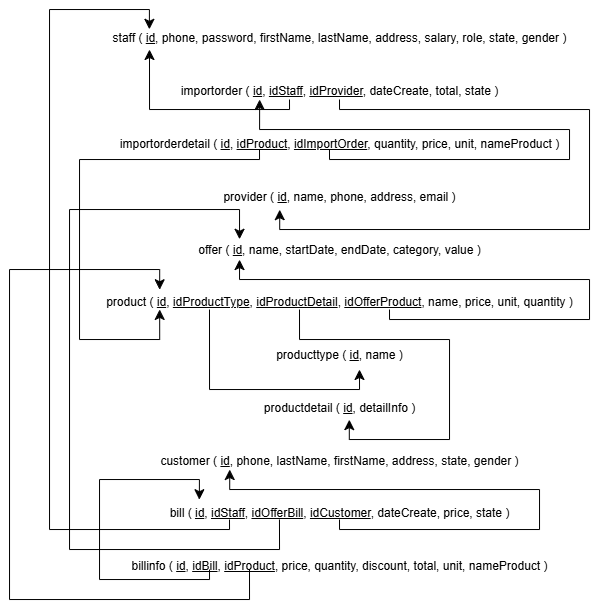 staff ( id, phone, password, firstName, lastName, address, salary, role, state, gender )
importorder ( id, idStaff, idProvider, dateCreate, total, state )
importorderdetail ( id, idProduct, idImportOrder, quantity, price, unit, nameProduct )
provider ( id, name, phone, address, email )
offer ( id, name, startDate, endDate, category, value )
product ( id, idProductType, idProductDetail, idOfferProduct, name, price, unit, quantity )
producttype ( id, name )
productdetail ( id, detailInfo )
customer ( id, phone, lastName, firstName, address, state, gender )
bill ( id, idStaff, idOfferBill, idCustomer, dateCreate, price, state )
billinfo ( id, idBill, idProduct, price, quantity, discount, total, unit, nameProduct )